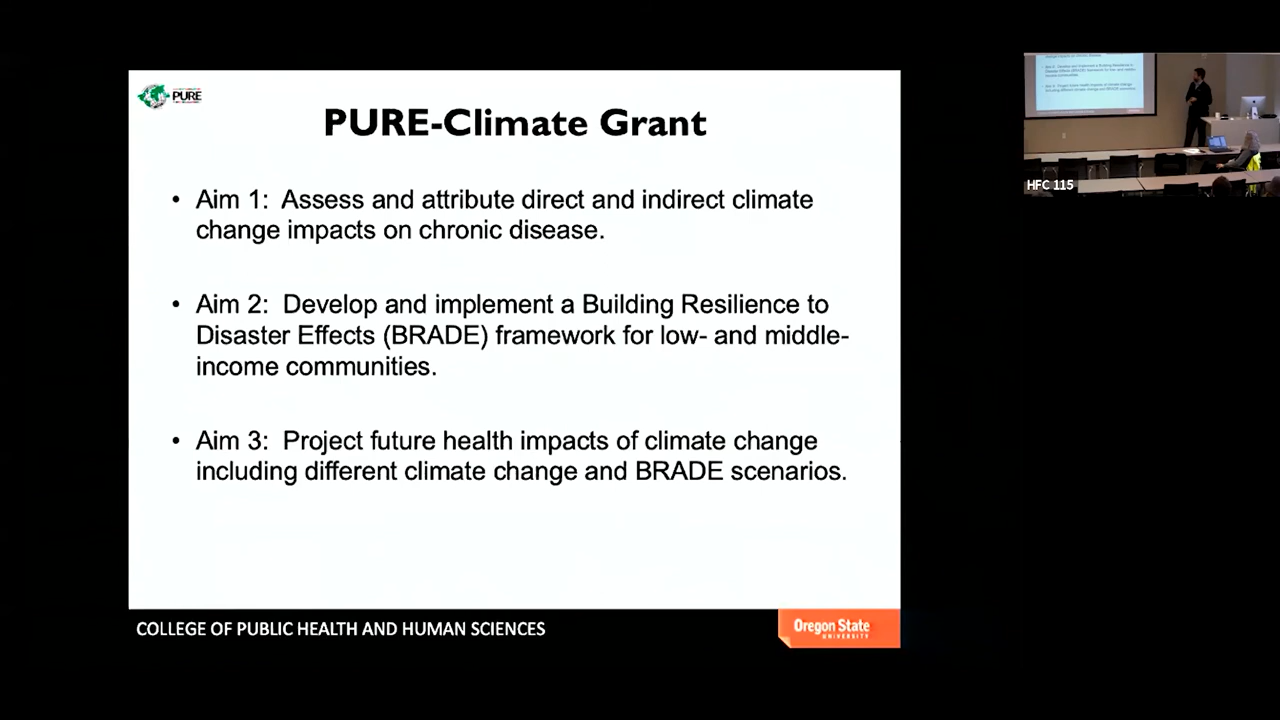 PURE
PURE-Climate Grant
• Aim 1: Assess and attribute direct and indirect climate
change impacts on chronic disease.
• Aim 2: Develop and implement a Building Resilience to
Disaster Effects (BRADE) framework for low- and middle-
income communities.
• Aim 3: Project future health impacts of climate change
including different climate change and BRADE scenarios.
COLLEGE OF PUBLIC HEALTH AND HUMAN SCIENCES
Oregon State
UNIVERSITY
HFC 115